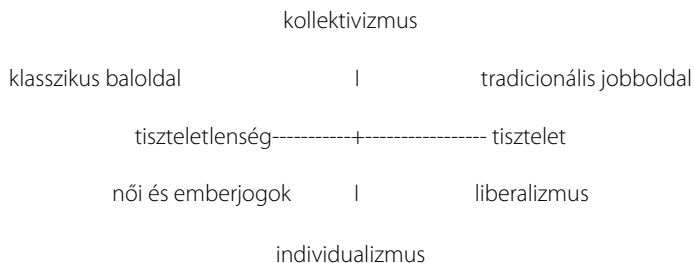 kollektivizmus
klasszikus baloldal | tradicionális jobboldal
tiszteletlenség-----------+----------------- tisztelet
női és emberjogok | liberalizmus
individualizmus